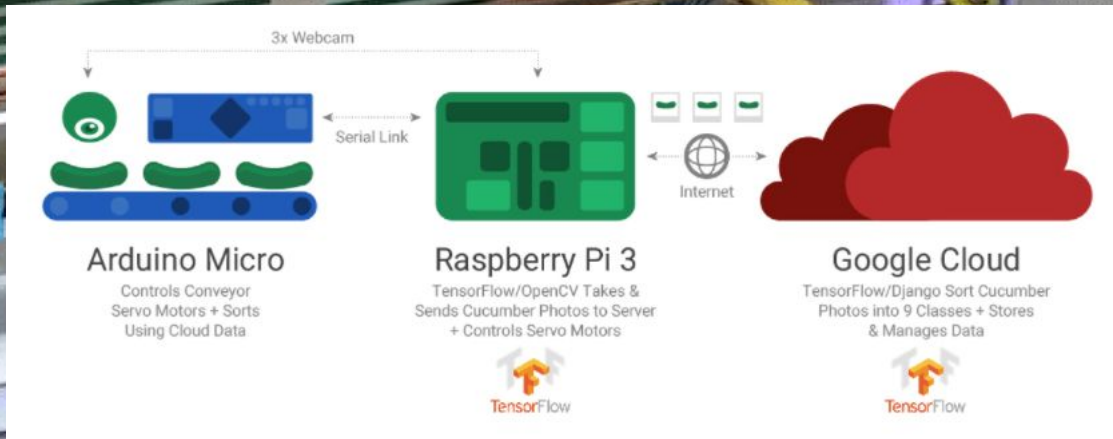 3x Webcam
Serial Link
Internet
Arduino Micro
Controls Conveyor
Servo Motors + Sorts
Using Cloud Data
Raspberry Pi 3
TensorFlow/OpenCV Takes &
Sends Cucumber Photos to Server
+ Controls Servo Motors
TensorFlow
Google Cloud
TensorFlow/Django Sort Cucumber
Photos into 9 Classes + Stores
& Manages Data
TensorFlow